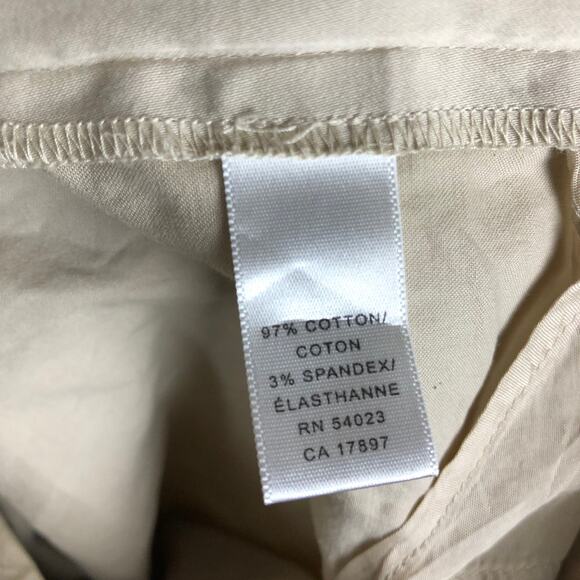 97% COTTON/
COTON
3% SPANDEX/
ÉLASTHANNE
RN 54023
CA 17897